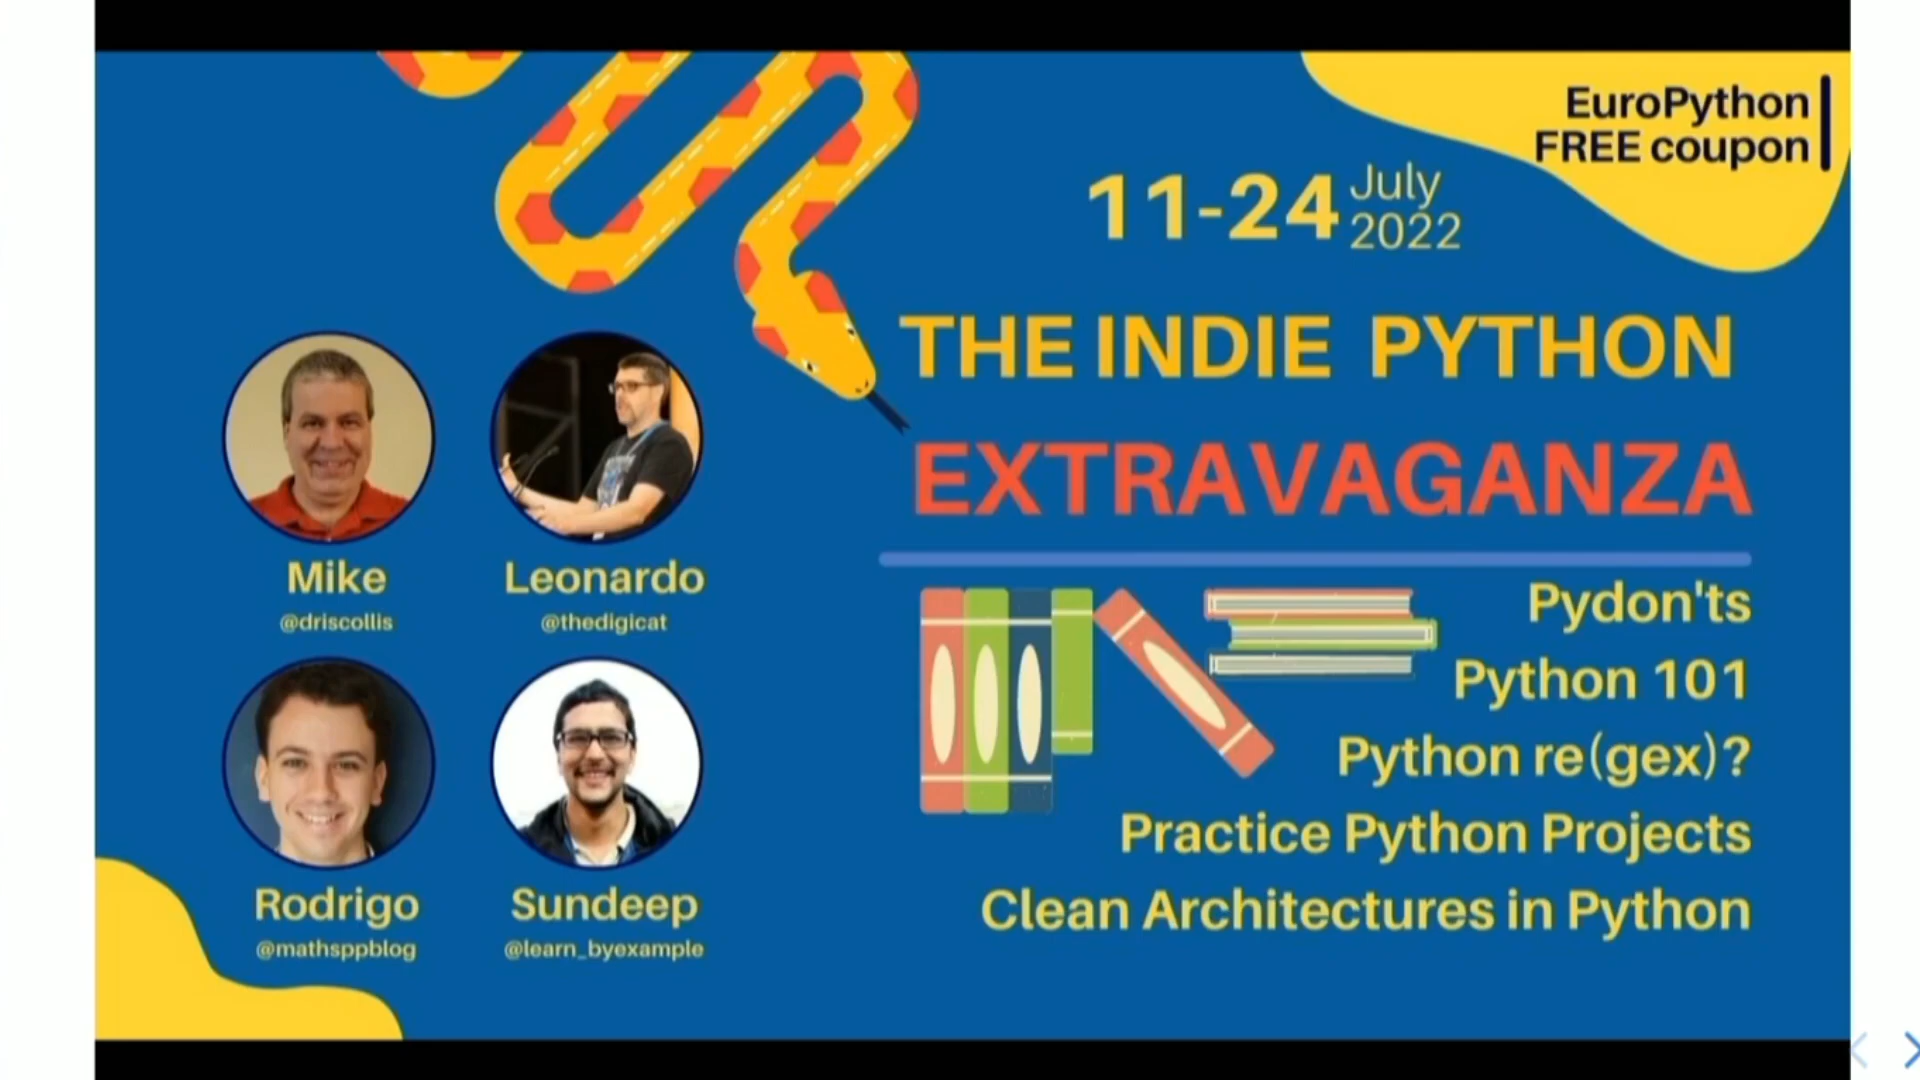 EuroPython
FREE coupon
11-24 July
2022
THE INDIE PYTHON
EXTRAVAGANZA
Mike
@driscollis
Leonardo
@thedigicat
Rodrigo
@mathsppblog
Sundeep
@learn_byexample
Pydon'ts
Python 101
Python re(gex)?
Practice Python Projects
Clean Architectures in Python